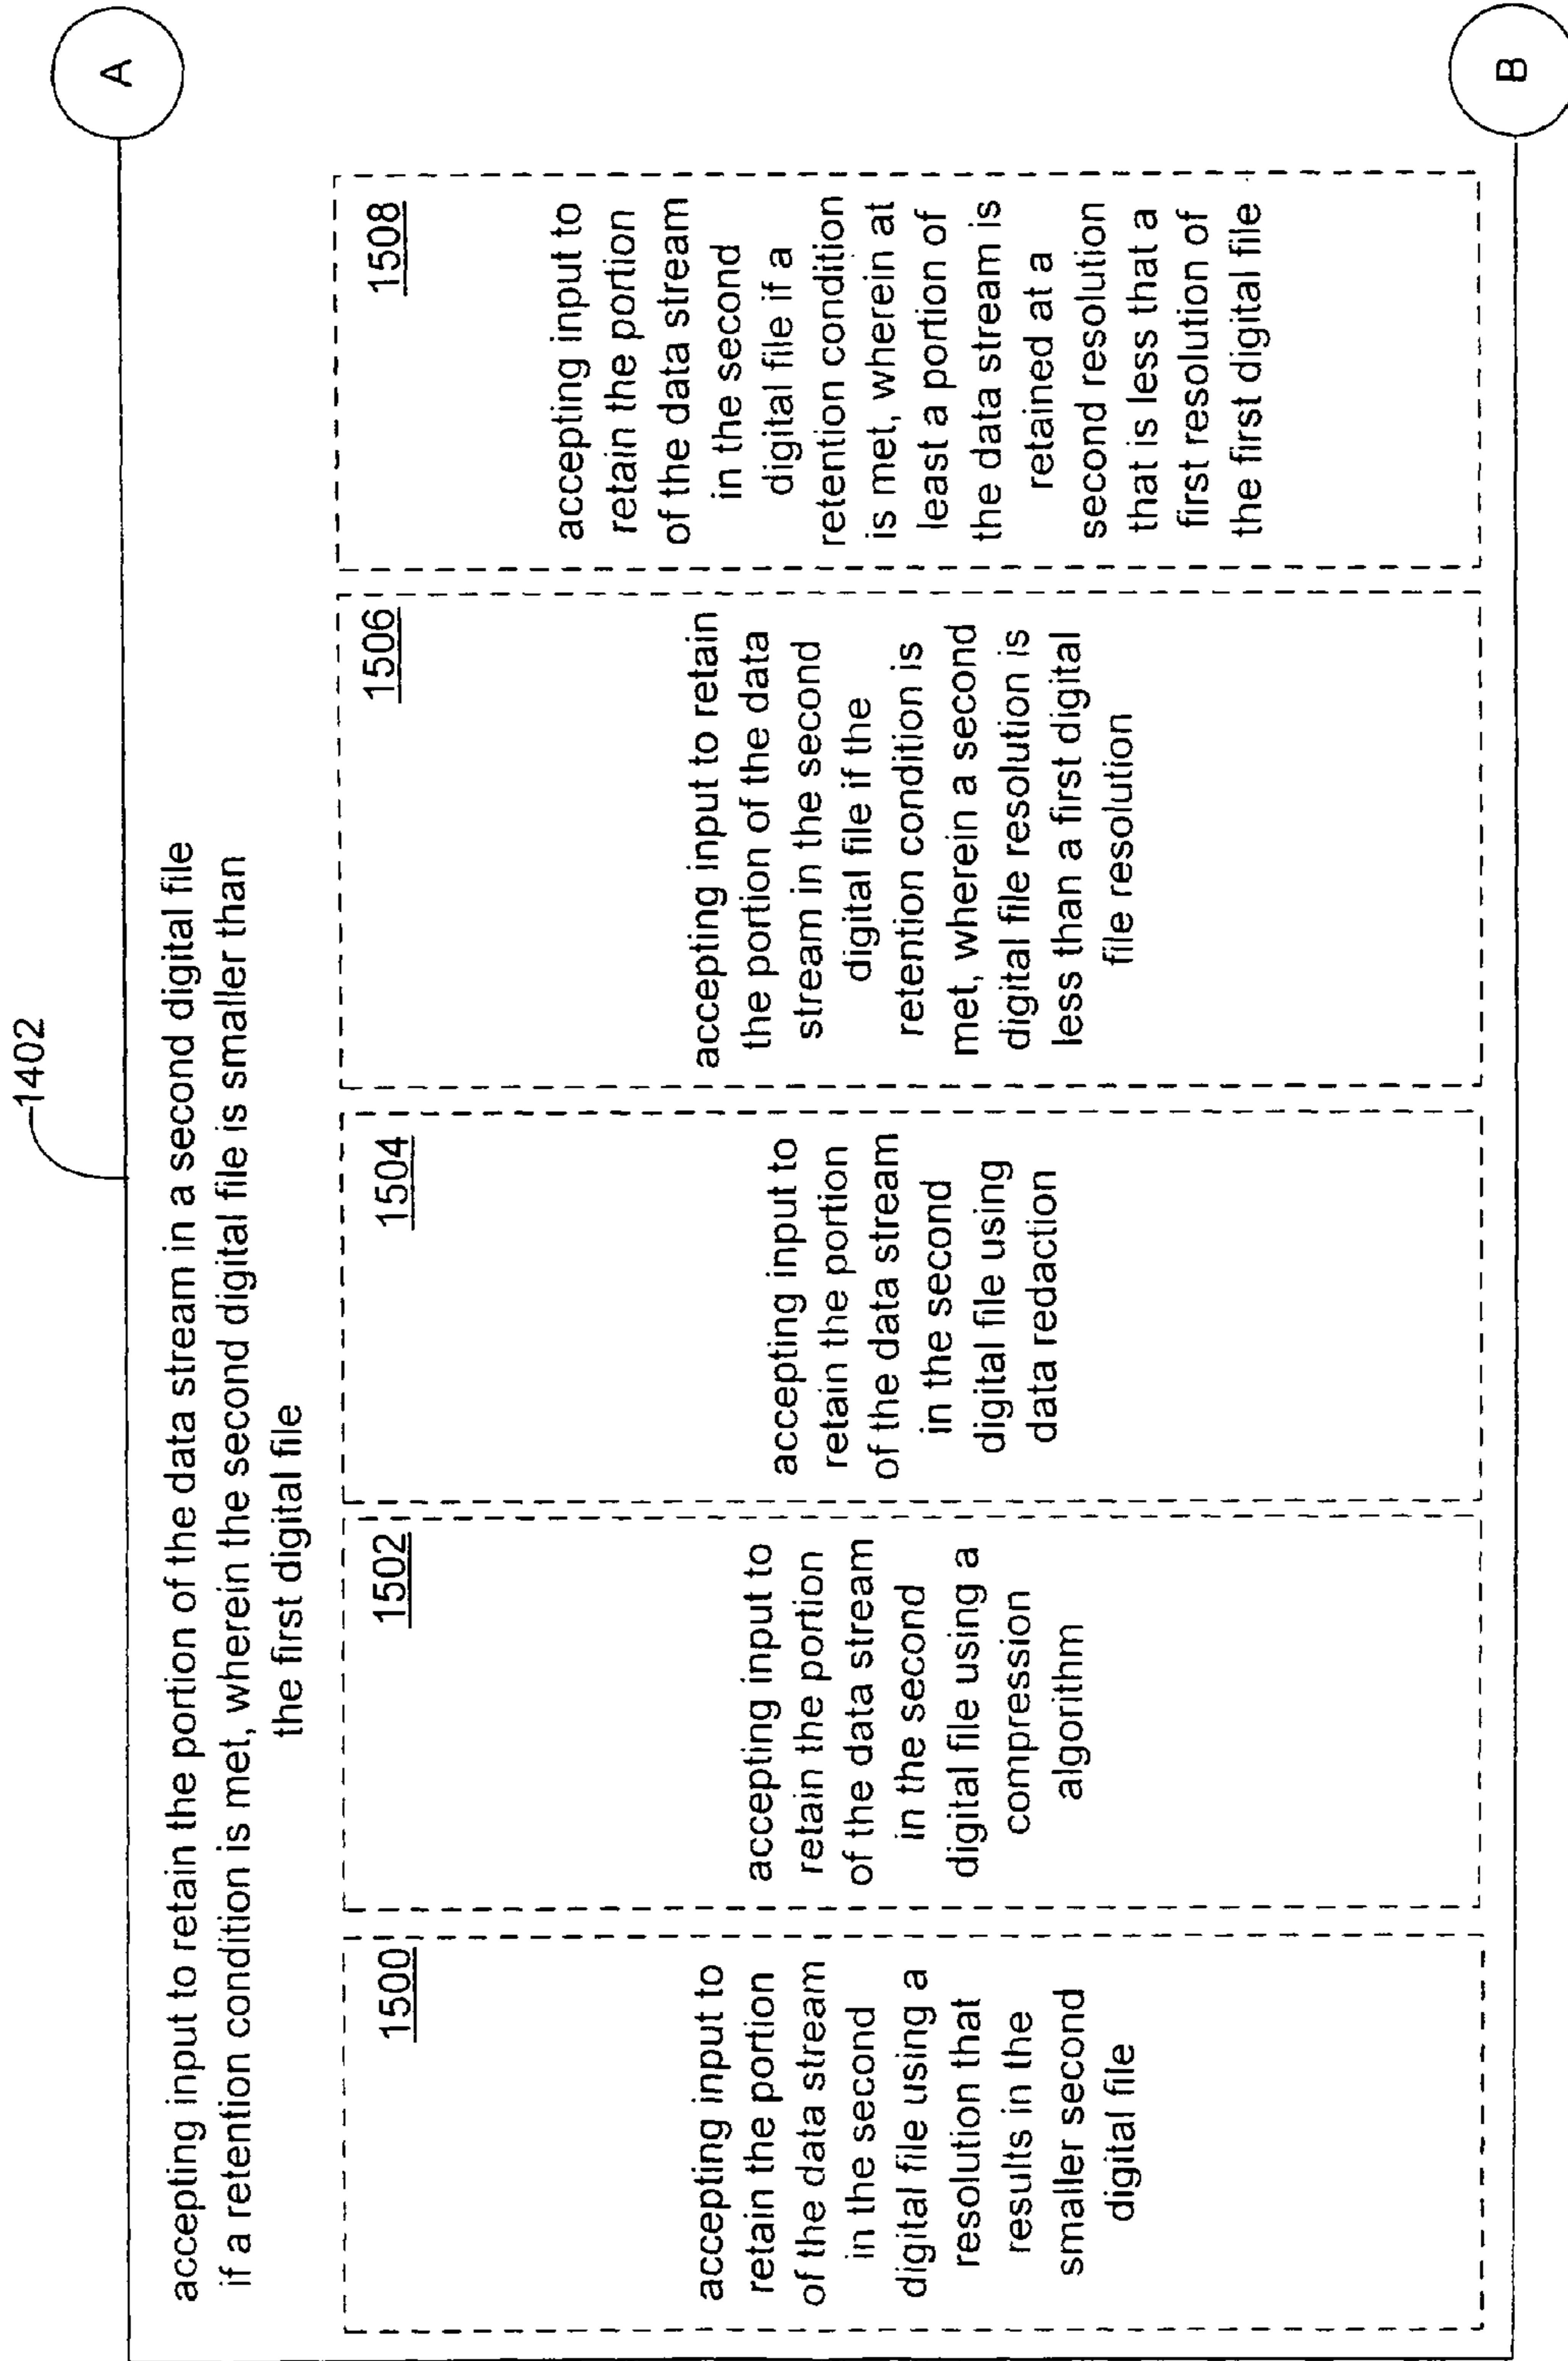 1402
A
accepting input to retain the portion of the data stream in a second digital file
if a retention condition is met, wherein the second digital file is smaller than
the first digital file
1500
accepting input to
retain the portion
of the data stream
in the second
digital file using a
resolution that
results in the
smaller second
digital file
1502
accepting input to
retain the portion
of the data stream
in the second
digital file using a
compression
algorithm
1504
accepting input to
retain the portion
of the data stream
in the second
digital file using
data redaction
1506
accepting input to retain
the portion of the data
stream in the second
digital file if the
retention condition is
met, wherein a second
digital file resolution is
less than a first digital
file resolution
1508
accepting input to
retain the portion
of the data stream
in the second
digital file if a
retention condition
is met, wherein at
least a portion of
the data stream is
retained at a
second resolution
that is less that a
first resolution of
the first digital file
B